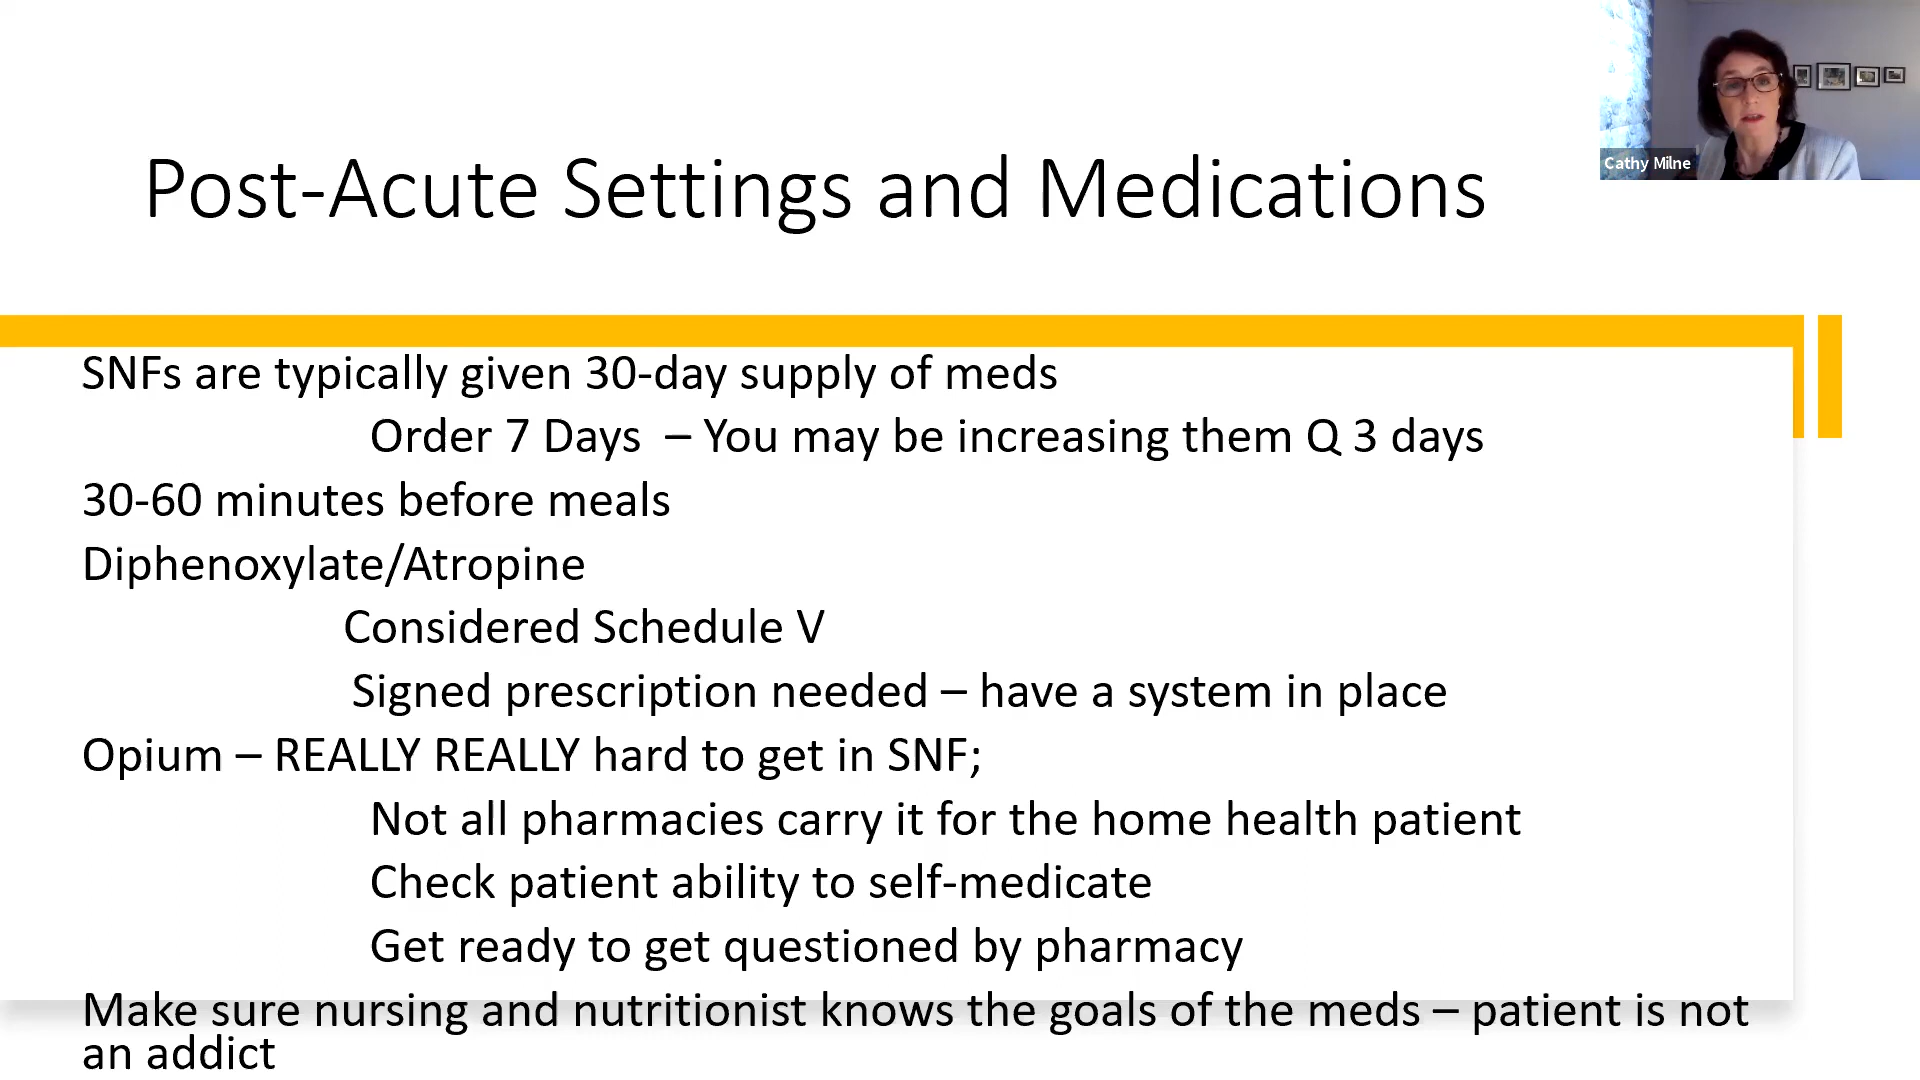 Cathy Milne
Post-Acute Settings and Medications
SNFs are typically given 30-day supply of meds
Order 7 Days – You may be increasing them Q 3 days
30-60 minutes before meals
Diphenoxylate/Atropine
Considered Schedule V
Signed prescription needed – have a system in place
Opium – REALLY REALLY hard to get in SNF;
Not all pharmacies carry it for the home health patient
Check patient ability to self-medicate
Get ready to get questioned by pharmacy
Make sure nursing and nutritionist knows the goals of the meds – patient is not
an addict